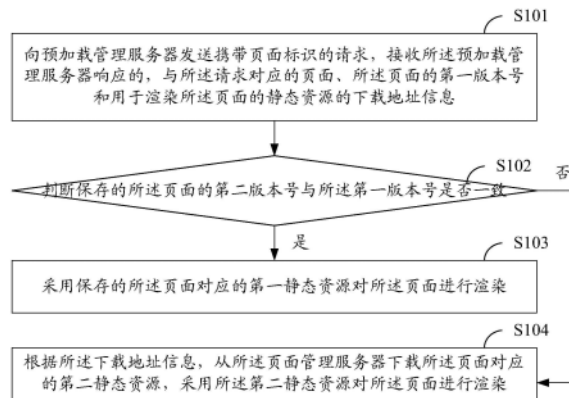 S101
向预加载管理服务器发送携带页面标识的请求，接收所述预加载管
理服务器响应的，与所述请求对应的页面、所述页面的第一版本号
和用于渲染所述页面的静态资源的下载地址信息
S102
判断保存的所述页面的第二版本号与所述第一版本号是否一致
否
是
S103
采用保存的所述页面对应的第一静态资源对所述页面进行渲染
S104
根据所述下载地址信息，从所述页面管理服务器下载所述页面对应
的第二静态资源，采用所述第二静态资源对所述页面进行渲染